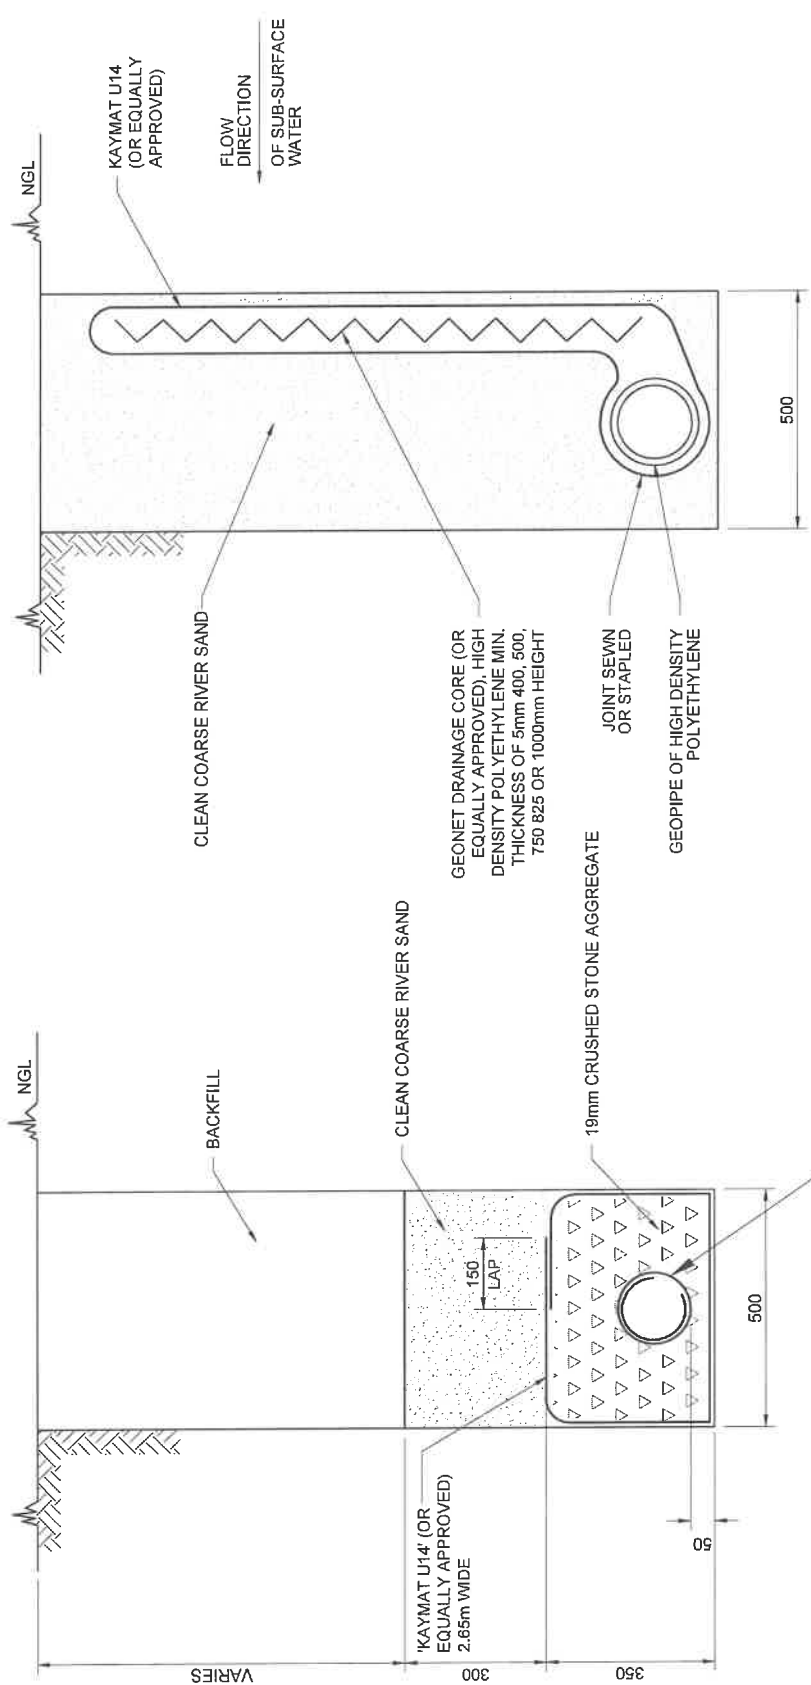 NGL
BACKFILL
CLEAN COARSE RIVER SAND
150
LAP
19mm CRUSHED STONE AGGREGATE
'KAYMAT U14' (OR
EQUALLY APPROVED)
2.65m WIDE
VARIES
300
350
50
500
NGL
KAYMAT U14
(OR EQUALLY
APPROVED)
FLOW
DIRECTION
OF SUB-SURFACE
WATER
CLEAN COARSE RIVER SAND
GEONET DRAINAGE CORE (OR
EQUALLY APPROVED), HIGH
DENSITY POLYETHYLENE MIN.
THICKNESS OF 5mm 400, 500,
750 825 OR 1000mm HEIGHT
JOINT SEWN
OR STAPLED
GEOPIPE OF HIGH DENSITY
POLYETHYLENE
500